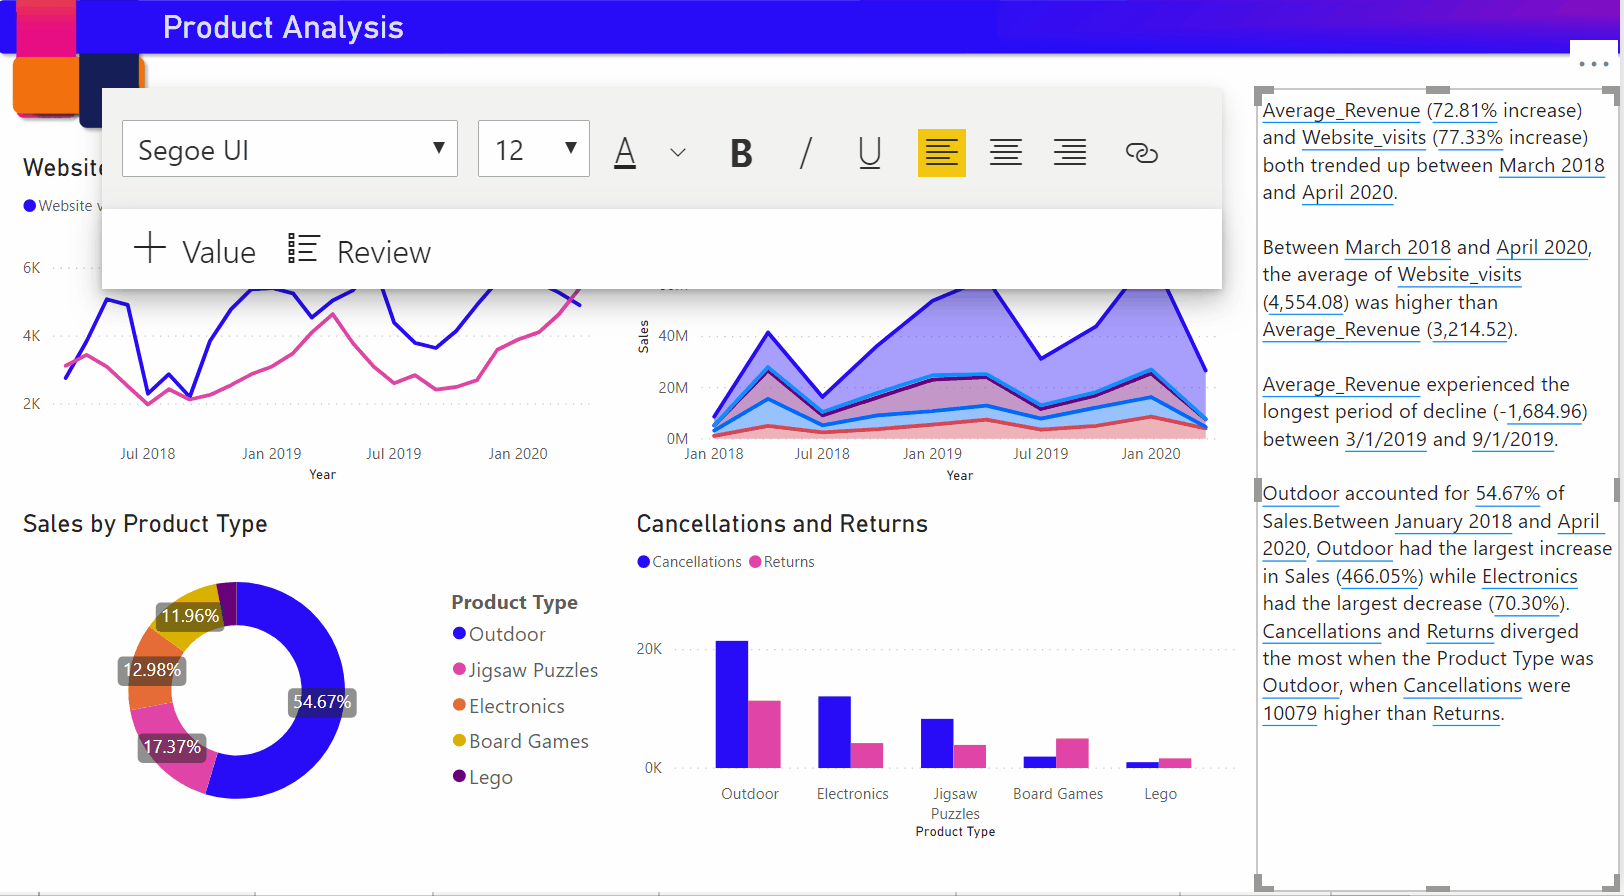 Product Analysis
Segoe UI
12
A
B
/
U
Value
Review
Website
Website v
6K
4K
2K
Jul 2018
Jan 2019
Jul 2019
Jan 2020
Year
Sales
40M
20M
0M
Jan 2018
Jul 2018
Jan 2019
Jul 2019
Jan 2020
Year
Sales by Product Type
11.96%
12.98%
54.67%
17.37%
Product Type
Outdoor
Jigsaw Puzzles
Electronics
Board Games
Lego
Cancellations and Returns
Cancellations
Returns
20K
0K
Outdoor
Electronics
Jigsaw
Puzzles
Board Games
Lego
Product Type
Average_Revenue (72.81% increase)
and Website_visits (77.33% increase)
both trended up between March 2018
and April 2020.
Between March 2018 and April 2020,
the average of Website_visits
(4,554.08) was higher than
Average_Revenue (3,214.52).
Average_Revenue experienced the
longest period of decline (-1,684.96)
between 3/1/2019 and 9/1/2019.
Outdoor accounted for 54.67% of
Sales.Between January 2018 and April
2020, Outdoor had the largest increase
in Sales (466.05%) while Electronics
had the largest decrease (70.30%).
Cancellations and Returns diverged
the most when the Product Type was
Outdoor, when Cancellations were
10079 higher than Returns.